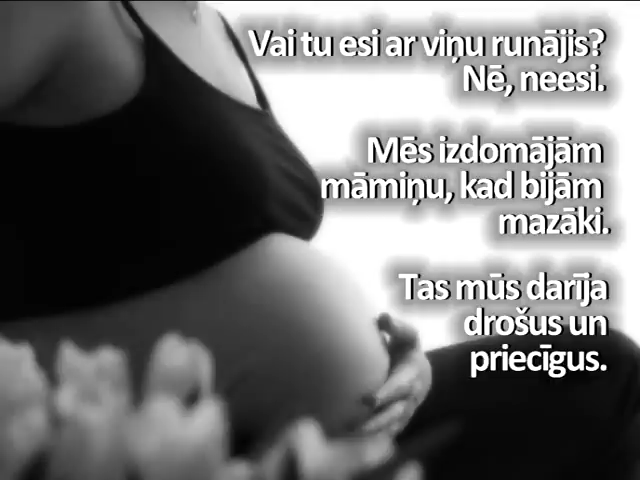 Vai tu esi ar viņu runājis?
Nē, neesi.
Mēs izdomājām
māmiņu, kad bijām
mazāki.
Tas mūs darīja
drošus un
priecīgus.